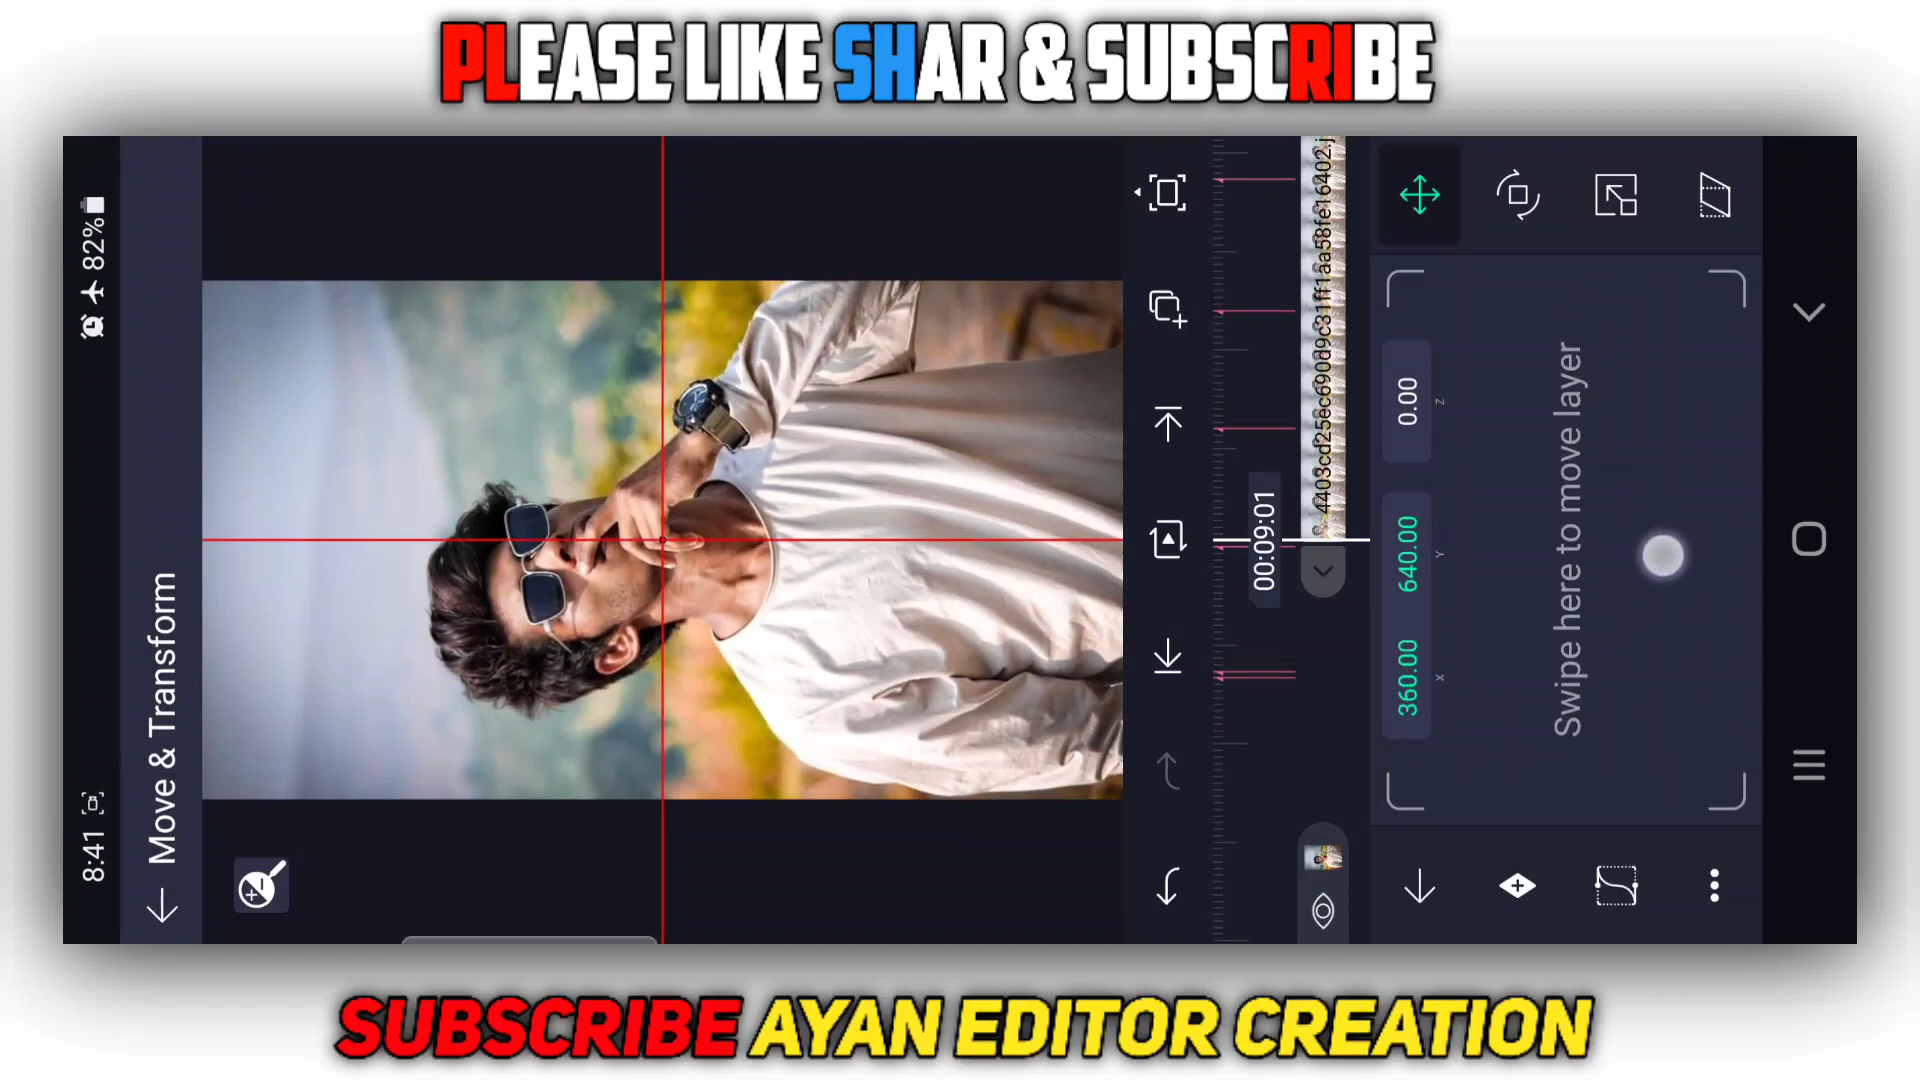 PLEASE LIKE SHAR & SUBSCRIBE
8:41
82%
Move & Transform
00:09:01
4403cd25ec690d9c31ff1aa58fe16402.j
360.00
X
640.00
Y
0.00
Z
Swipe here to move layer
SUBSCRIBE AYAN EDITOR CREATION